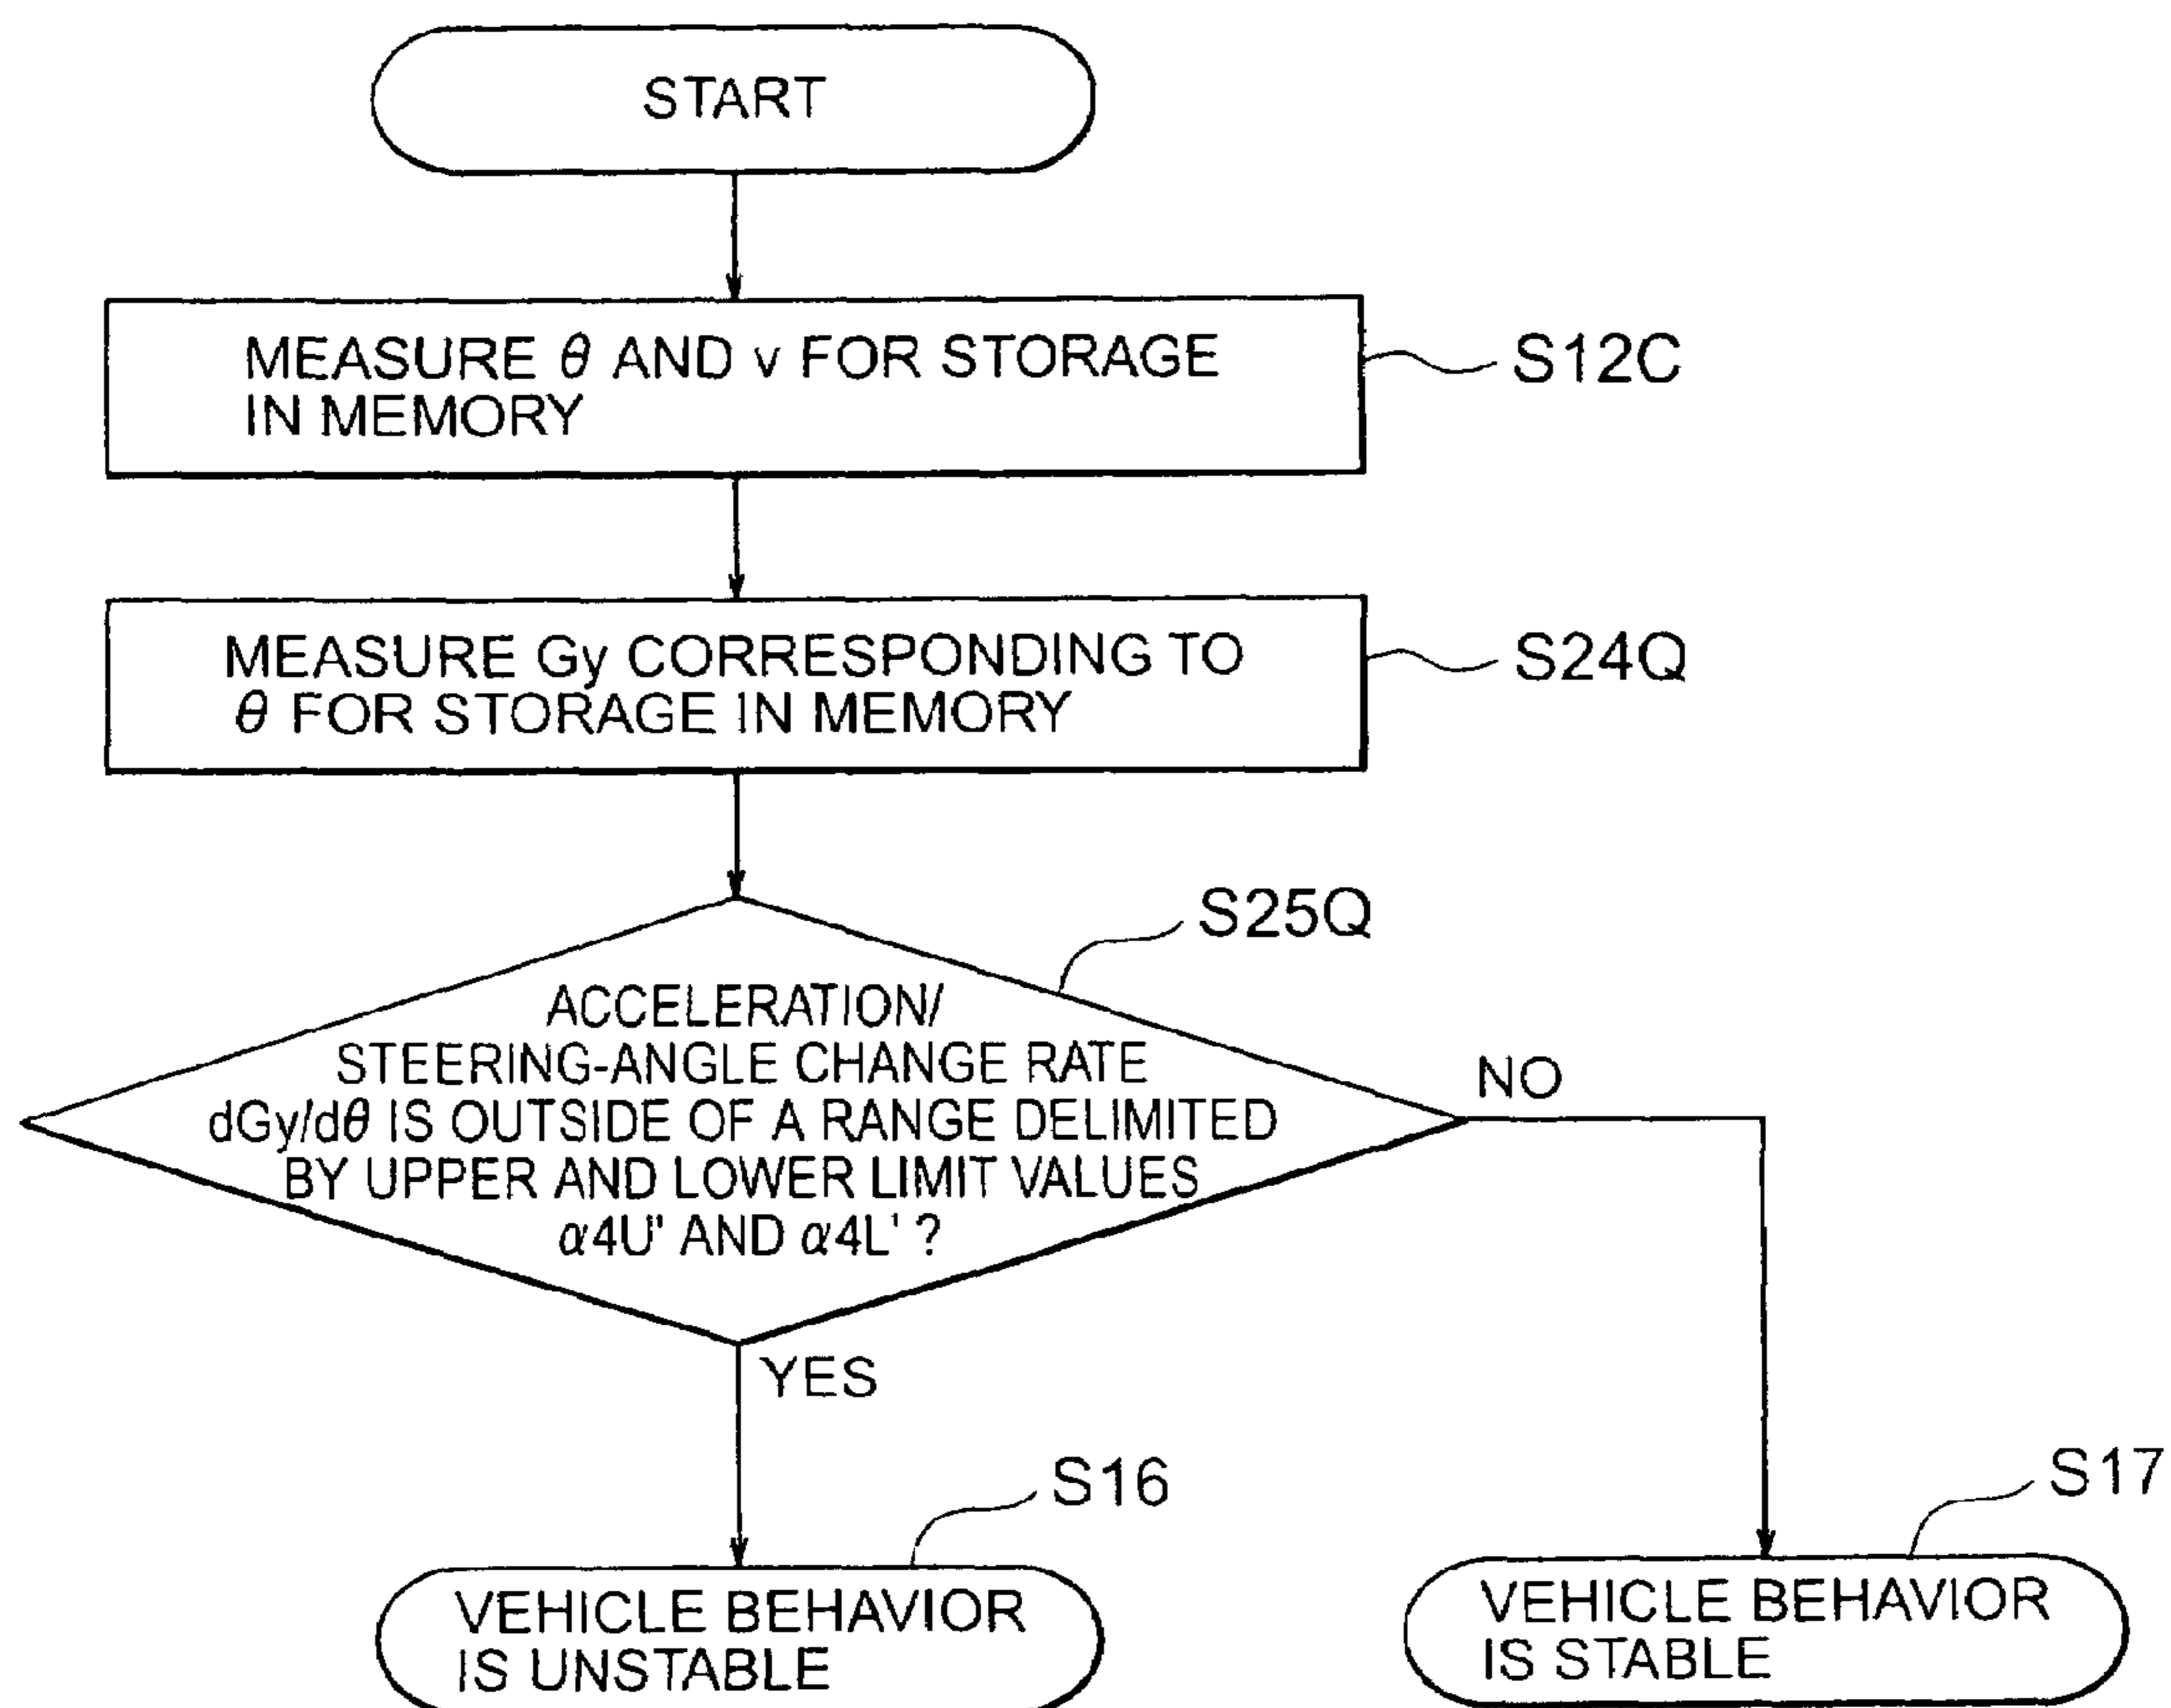 START
MEASURE θ AND v FOR STORAGE
IN MEMORY
S12C
MEASURE Gy CORRESPONDING TO
θ FOR STORAGE IN MEMORY
S24Q
S25Q
ACCELERATION/
STEERING-ANGLE CHANGE RATE
dGy/dθ IS OUTSIDE OF A RANGE DELIMITED
BY UPPER AND LOWER LIMIT VALUES
α4U' AND α4L' ?
NO
YES
S16
VEHICLE BEHAVIOR
IS UNSTABLE
S17
VEHICLE BEHAVIOR
IS STABLE